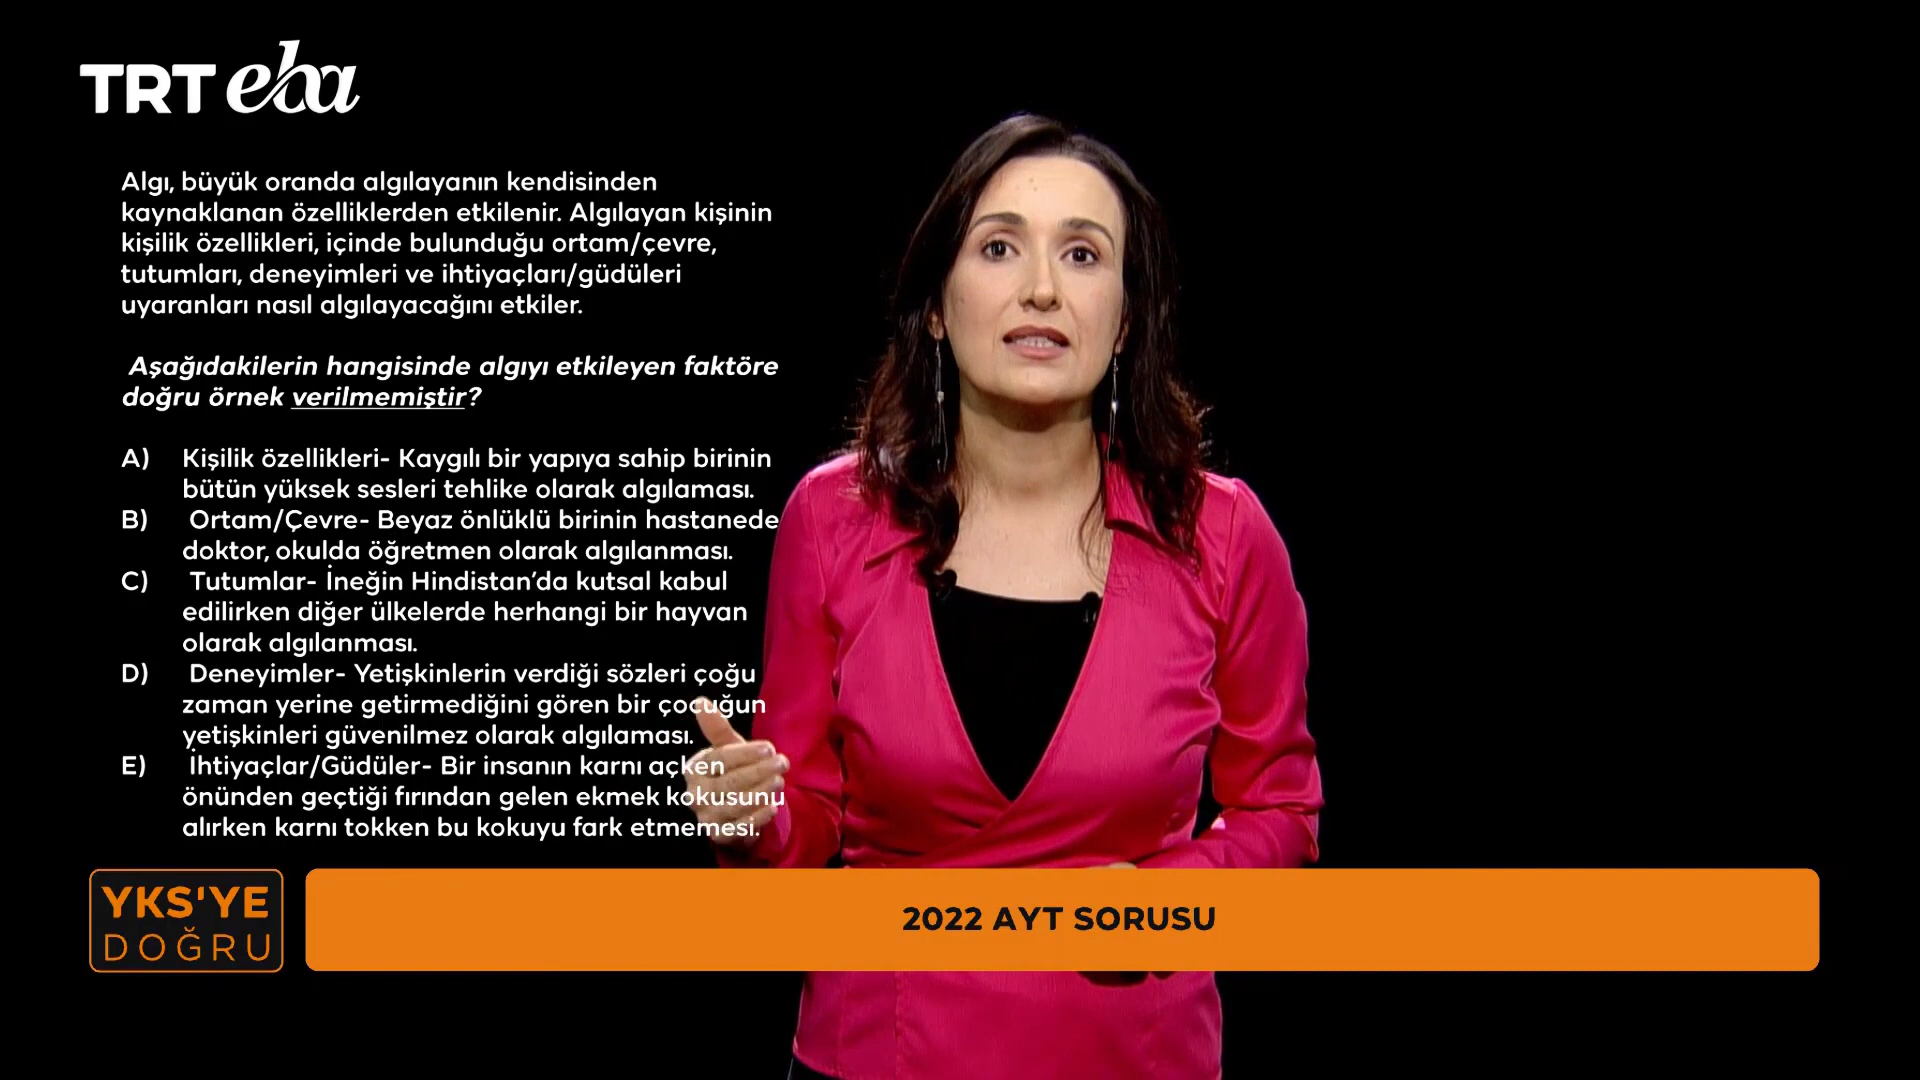 TRT eba
Algı, büyük oranda algılayanın kendisinden
kaynaklanan özelliklerden etkilenir. Algılayan kişinin
kişilik özellikleri, içinde bulunduğu ortam/çevre,
tutumları, deneyimleri ve ihtiyaçları/güdüleri
uyaranları nasıl algılayacağını etkiler.
Aşağıdakilerin hangisinde algıyı etkileyen faktöre
doğru örnek verilmemiştir?
A) Kişilik özellikleri- Kaygılı bir yapıya sahip birinin
bütün yüksek sesleri tehlike olarak algılaması.
B) Ortam/Çevre- Beyaz önlüklü birinin hastanede
doktor, okulda öğretmen olarak algılanması.
C) Tutumlar- İneğin Hindistan’da kutsal kabul
edilirken diğer ülkelerde herhangi bir hayvan
olarak algılanması.
D) Deneyimler- Yetişkinlerin verdiği sözleri çoğu
zaman yerine getirmediğini gören bir çocuğun
yetişkinleri güvenilmez olarak algılaması.
E) İhtiyaçlar/Güdüler- Bir insanın karnı açken
önünden geçtiği fırından gelen ekmek kokusunu
alırken karnı tokken bu kokuyu fark etmemesi.
YKS'YE
DOĞRU
2022 AYT SORUSU